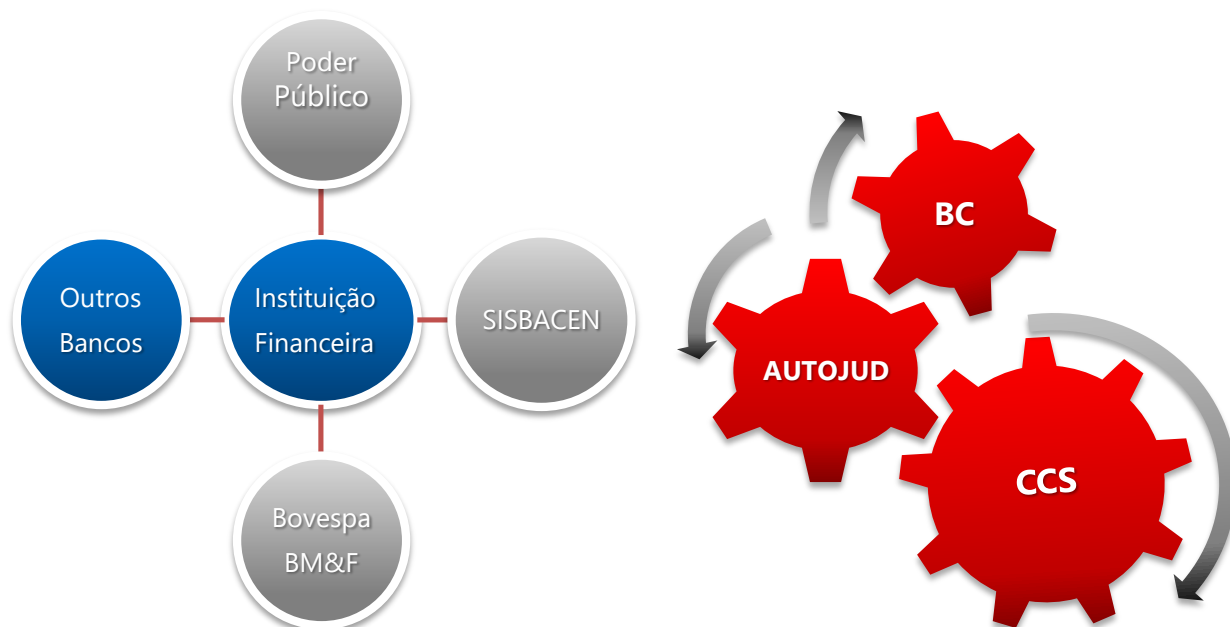 Poder
Público
Outros
Bancos
Instituição
Financeira
SISBACEN
Bovespa
BM&F
BC
AUTOJUD
CCS